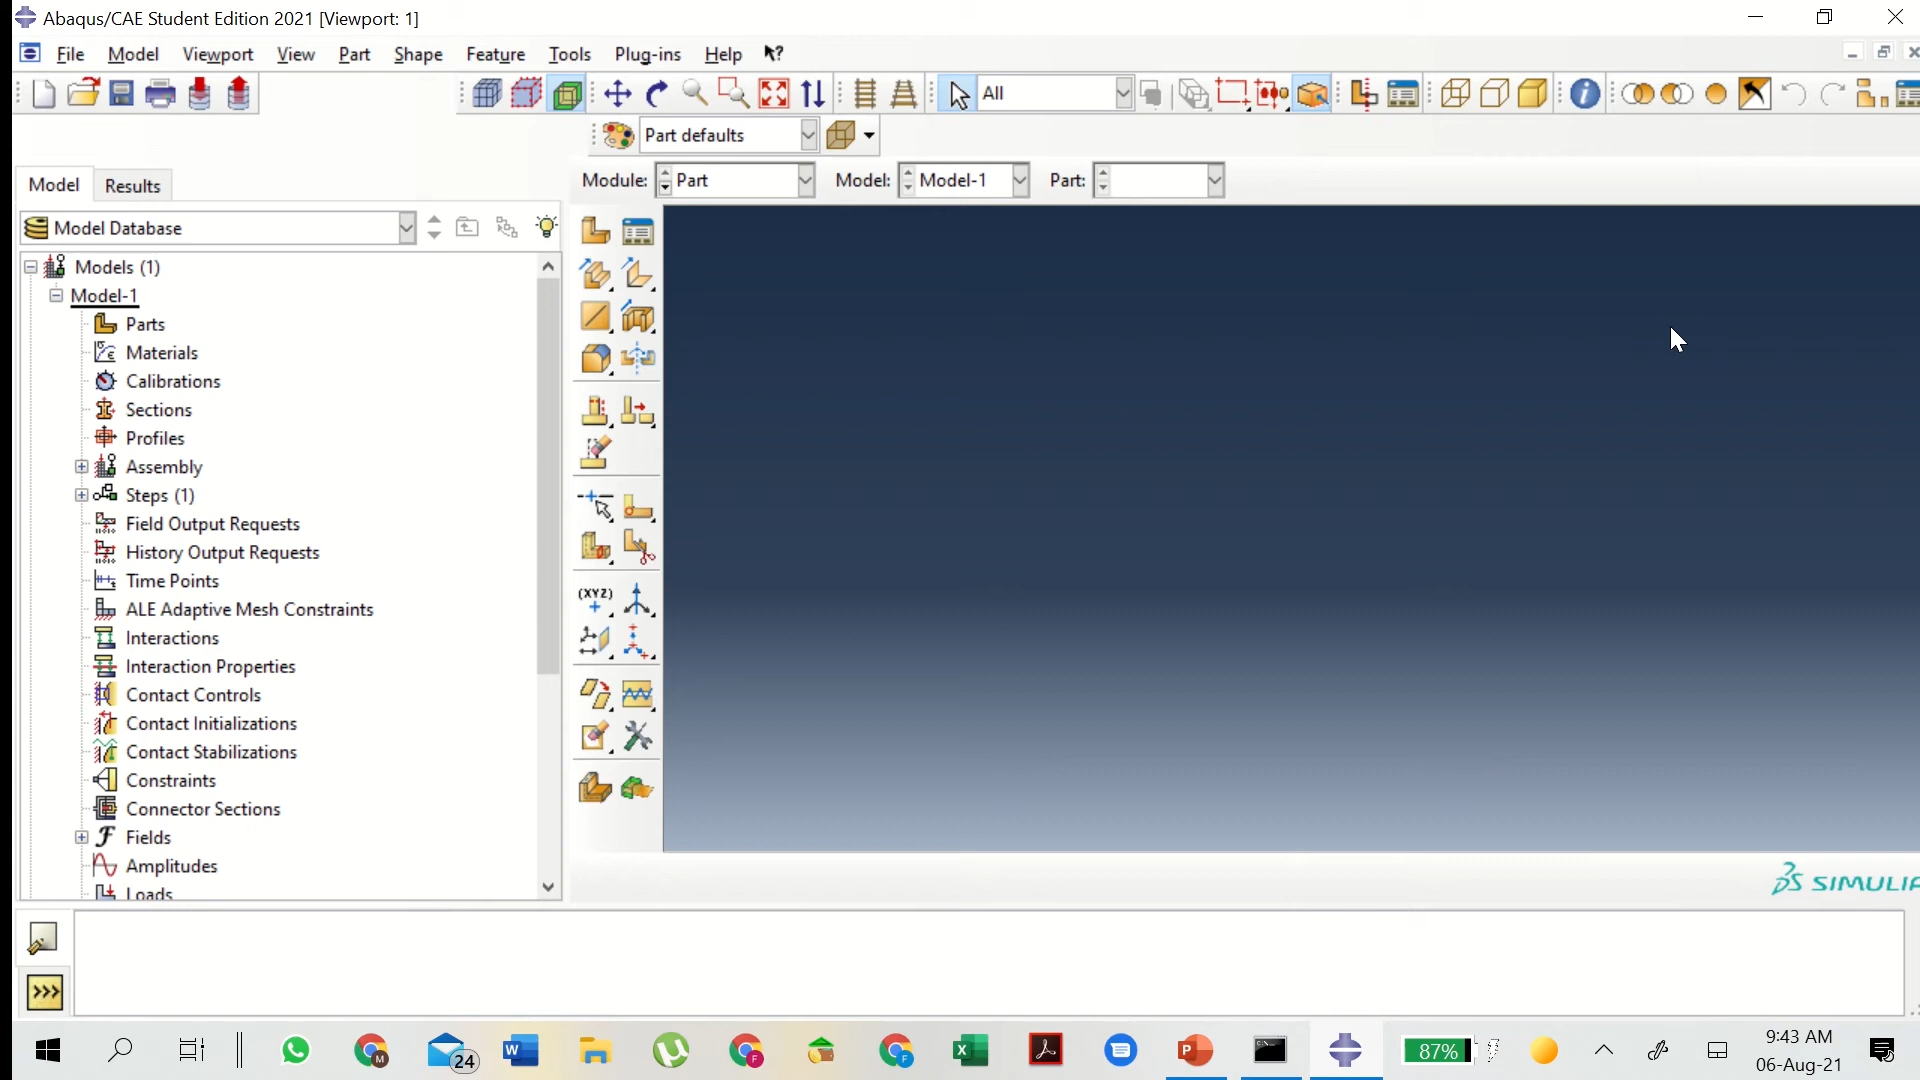 Abaqus/CAE Student Edition 2021 [Viewport: 1]
File Model Viewport View Part Shape Feature Tools Plug-ins Help
All
Part defaults
Model Results
Module: Part Model: Model-1 Part:
Model Database
(XYZ)
Models (1)
Model-1
Parts
Materials
Calibrations
Sections
Profiles
Assembly
Steps (1)
Field Output Requests
History Output Requests
Time Points
ALE Adaptive Mesh Constraints
Interactions
Interaction Properties
Contact Controls
Contact Initializations
Contact Stabilizations
Constraints
Connector Sections
Fields
Amplitudes
Loads
SIMULIA
>>>
24
87%
9:43 AM
06-Aug-21